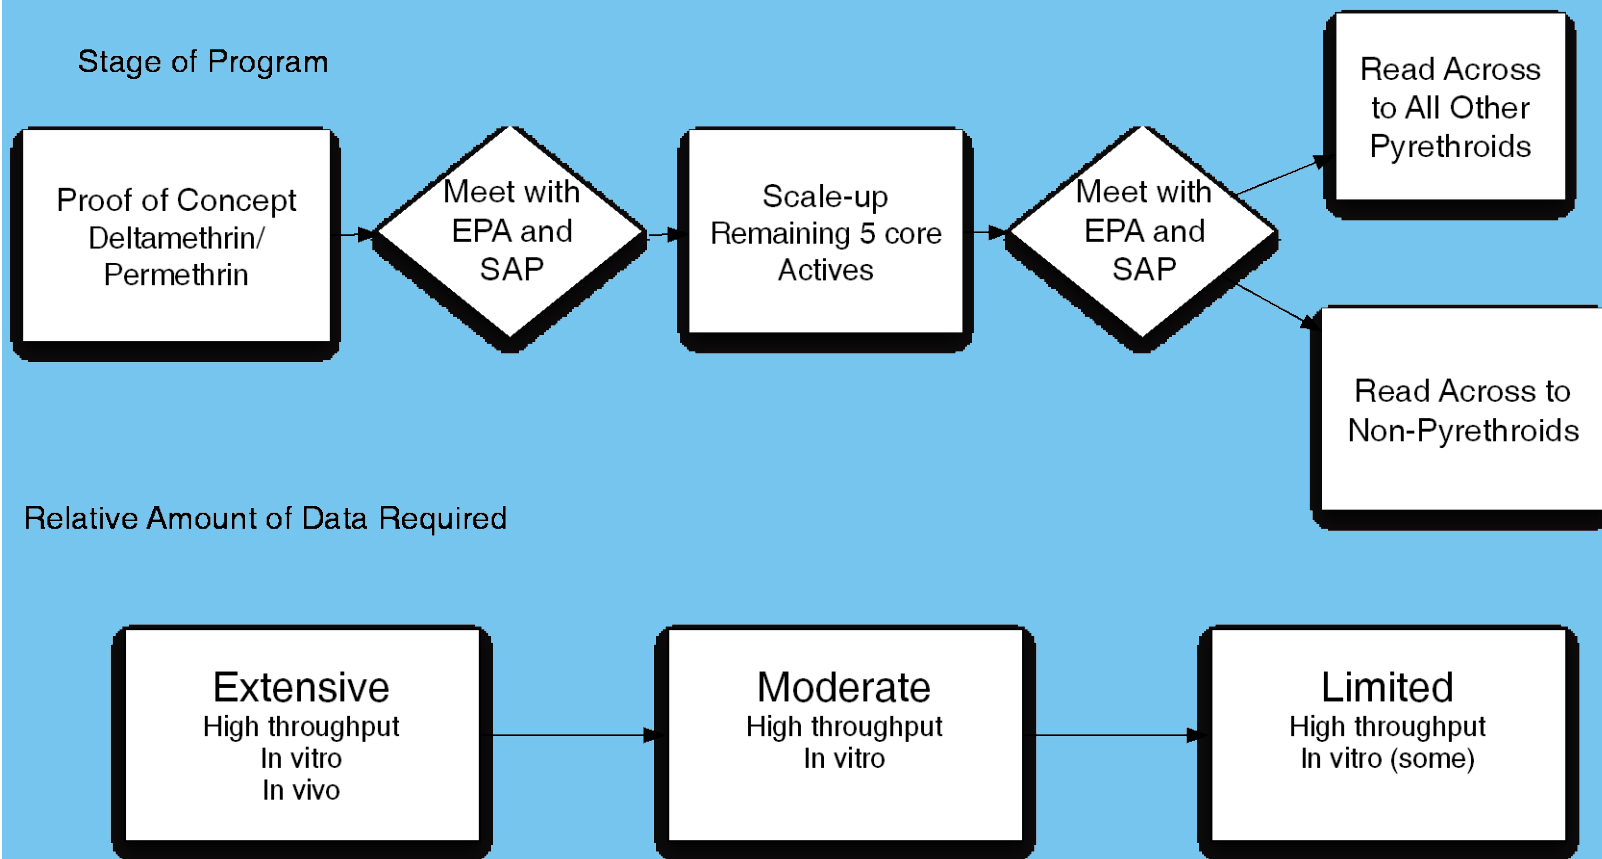 Stage of Program
Proof of Concept
Deltamethrin/
Permethrin
Meet with
EPA and
SAP
Scale-up
Remaining 5 core
Actives
Meet with
EPA and
SAP
Read Across
to All Other
Pyrethroids
Read Across to
Non-Pyrethroids
Relative Amount of Data Required
Extensive
High throughput
In vitro
In vivo
Moderate
High throughput
In vitro
Limited
High throughput
In vitro (some)